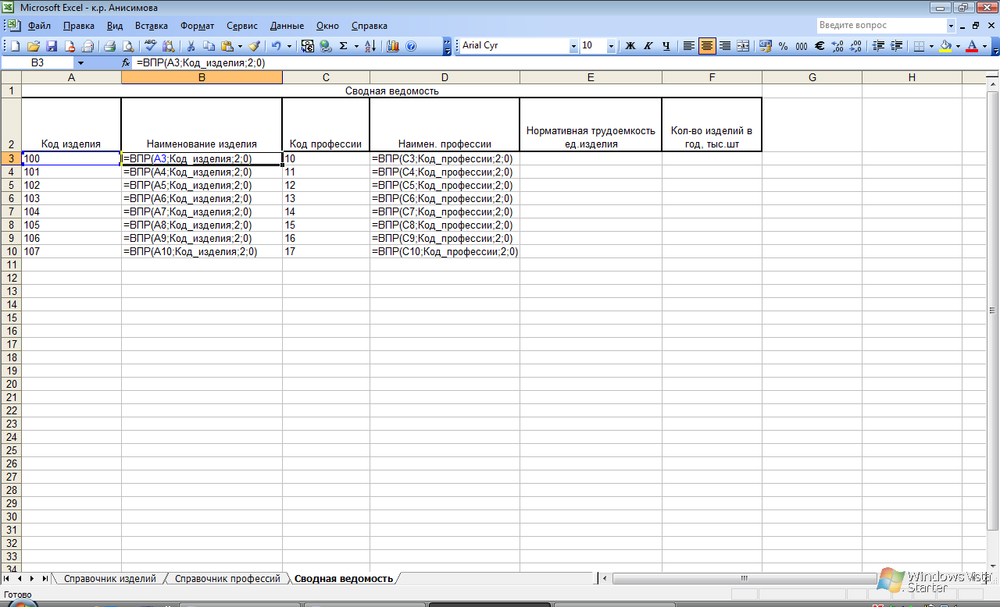 Microsoft Excel - к.р. Анисимова
Файл Правка Вид Вставка Формат Сервис Данные Окно Справка Введите вопрос
Arial Cyr 10 Ж К Ч % 000 €
B3 fx =ВПР(A3;Код_изделия;2;0)
A B C D E F G H
1 Сводная ведомость
2 Код изделия Наименование изделия Код профессии Наимен. профессии Нормативная трудоемкость ед.изделия Кол-во изделий в год, тыс.шт
3 100 =ВПР(A3;Код_изделия;2;0) 10 =ВПР(C3;Код_профессии;2;0)
4 101 =ВПР(A4;Код_изделия;2;0) 11 =ВПР(C4;Код_профессии;2;0)
5 102 =ВПР(A5;Код_изделия;2;0) 12 =ВПР(C5;Код_профессии;2;0)
6 103 =ВПР(A6;Код_изделия;2;0) 13 =ВПР(C6;Код_профессии;2;0)
7 104 =ВПР(A7;Код_изделия;2;0) 14 =ВПР(C7;Код_профессии;2;0)
8 105 =ВПР(A8;Код_изделия;2;0) 15 =ВПР(C8;Код_профессии;2;0)
9 106 =ВПР(A9;Код_изделия;2;0) 16 =ВПР(C9;Код_профессии;2;0)
10 107 =ВПР(A10;Код_изделия;2;0) 17 =ВПР(C10;Код_профессии;2;0)
11
12
13
14
15
16
17
18
19
20
21
22
23
24
25
26
27
28
29
30
31
32
33
34
Справочник изделий Справочник профессий Сводная ведомость
Windows Vista
Starter
Готово